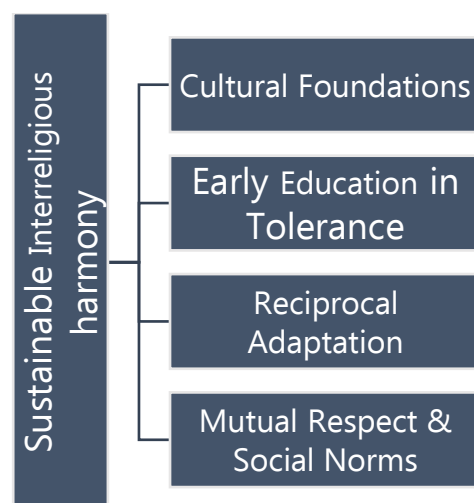 Sustainable Interreligious
harmony
Cultural Foundations
Early Education in
Tolerance
Reciprocal
Adaptation
Mutual Respect &
Social Norms